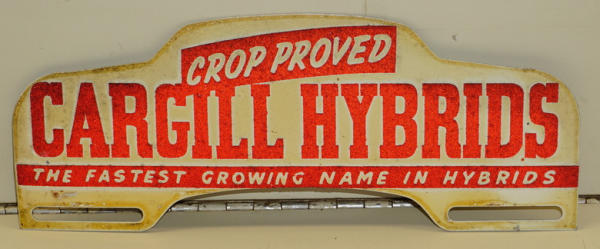 CROP PROVED
CARGILL HYBRIDS
THE FASTEST GROWING NAME IN HYBRIDS